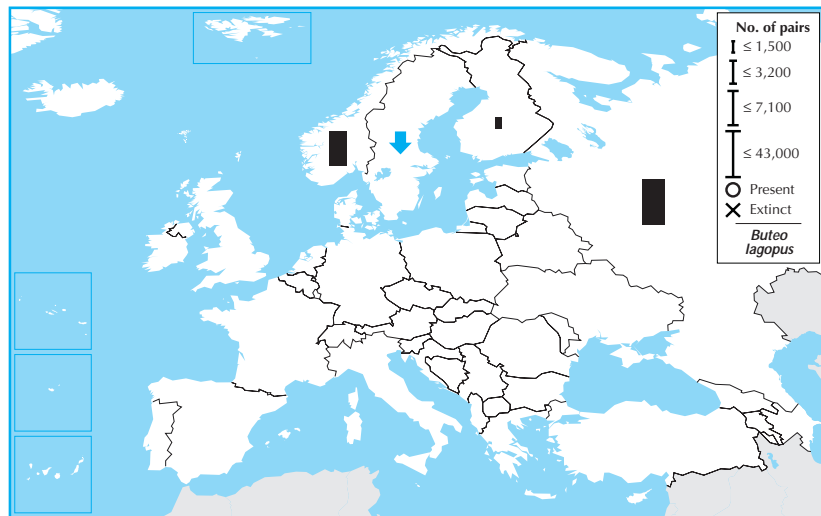 No. of pairs
≤ 1,500
≤ 3,200
≤ 7,100
≤ 43,000
Present
Extinct
Buteo
lagopus